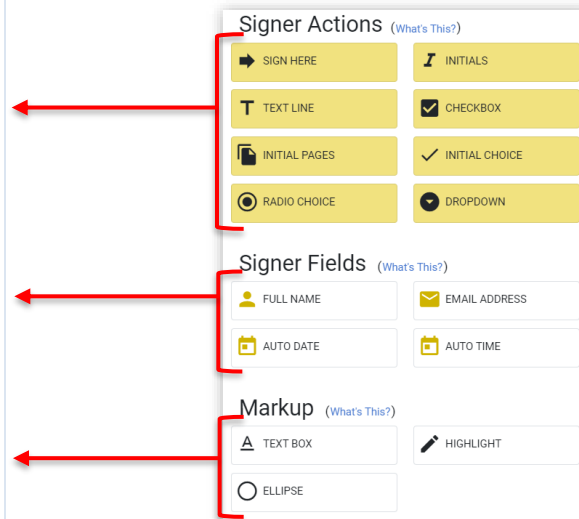 Signer Actions (What's This?)
SIGN HERE INITIALS
TEXT LINE CHECKBOX
INITIAL PAGES INITIAL CHOICE
RADIO CHOICE DROPDOWN
Signer Fields (What's This?)
FULL NAME EMAIL ADDRESS
AUTO DATE AUTO TIME
Markup (What's This?)
TEXT BOX HIGHLIGHT
ELLIPSE